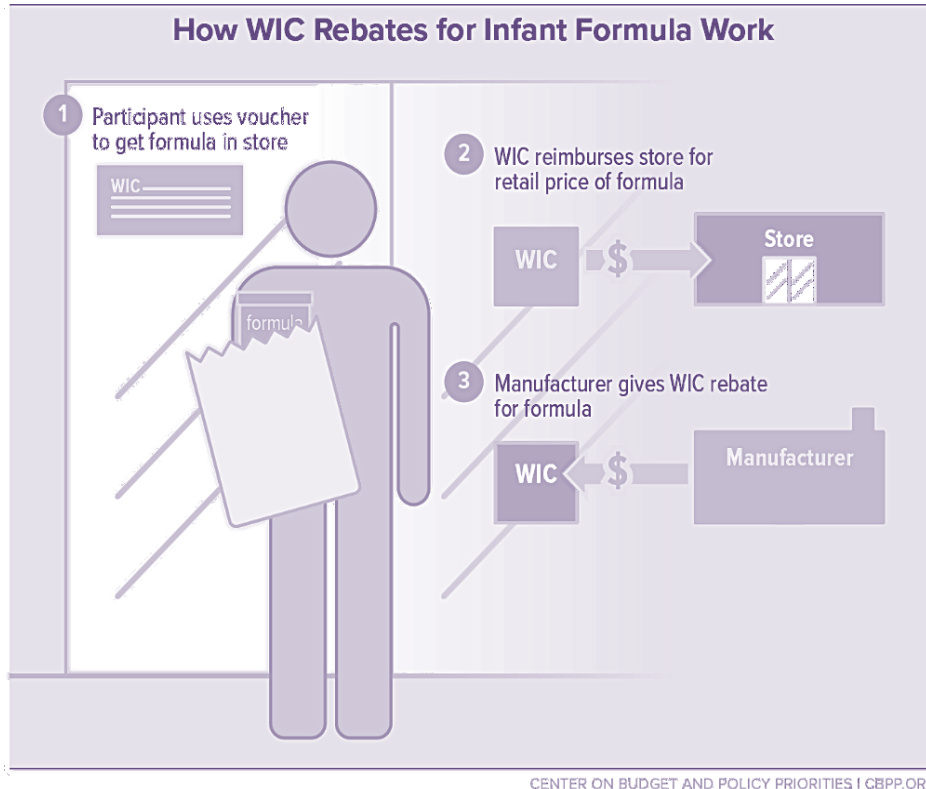 How WIC Rebates for Infant Formula Work
1
Participant uses voucher
to get formula in store
WIC
formula
2
WIC reimburses store for
retail price of formula
WIC
$
Store
3
Manufacturer gives WIC rebate
for formula
WIC
$
Manufacturer
CENTER ON BUDGET AND POLICY PRIORITIES | CBPP.OR